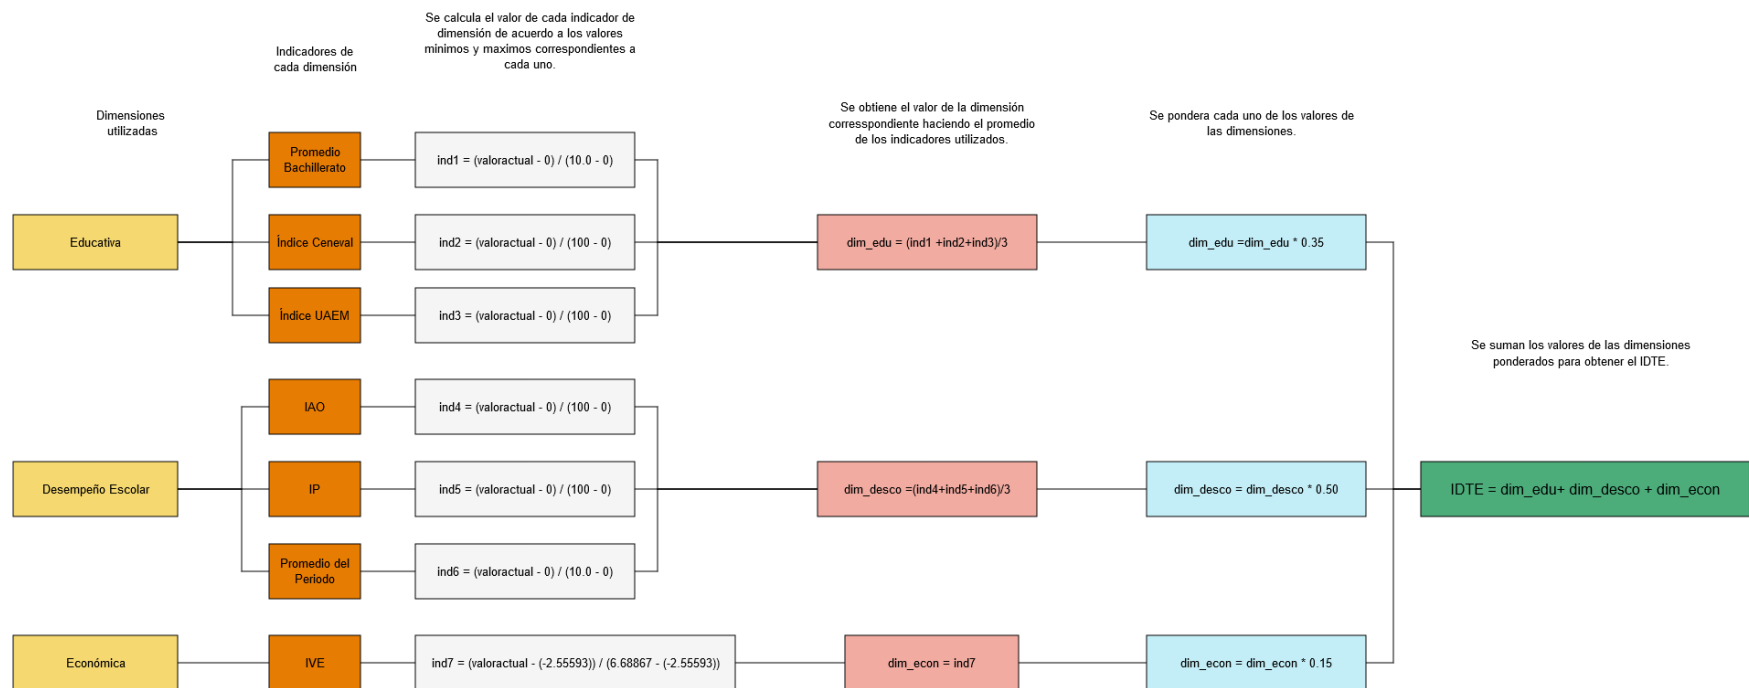 Se calcula el valor de cada indicador de
dimensión de acuerdo a los valores
minimos y maximos correspondientes a
cada uno.
Indicadores de
cada dimensión
Dimensiones
utilizadas
Se obtiene el valor de la dimensión
corresspondiente haciendo el promedio
de los indicadores utilizados.
Se pondera cada uno de los valores de
las dimensiones.
Promedio
Bachillerato
ind1 = (valoractual - 0) / (10.0 - 0)
Educativa
Índice Ceneval
ind2 = (valoractual - 0) / (100 - 0)
dim_edu = (ind1 +ind2+ind3)/3
dim_edu =dim_edu * 0.35
Índice UAEM
ind3 = (valoractual - 0) / (100 - 0)
Se suman los valores de las dimensiones
ponderados para obtener el IDTE.
IAO
ind4 = (valoractual - 0) / (100 - 0)
Desempeño Escolar
IP
ind5 = (valoractual - 0) / (100 - 0)
dim_desco =(ind4+ind5+ind6)/3
dim_desco = dim_desco * 0.50
IDTE = dim_edu+ dim_desco + dim_econ
Promedio del
Periodo
ind6 = (valoractual - 0) / (10.0 - 0)
Económica
IVE
ind7 = (valoractual - (-2.55593)) / (6.68867 - (-2.55593))
dim_econ = ind7
dim_econ = dim_econ * 0.15